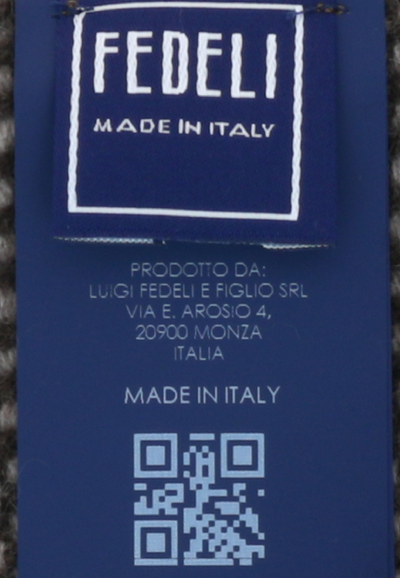 FEDELI
MADE IN ITALY
PRODOTTO DA:
LUIGI FEDELI E FIGLIO SRL
VIA E. AROSIO 4,
20900 MONZA
ITALIA
MADE IN ITALY